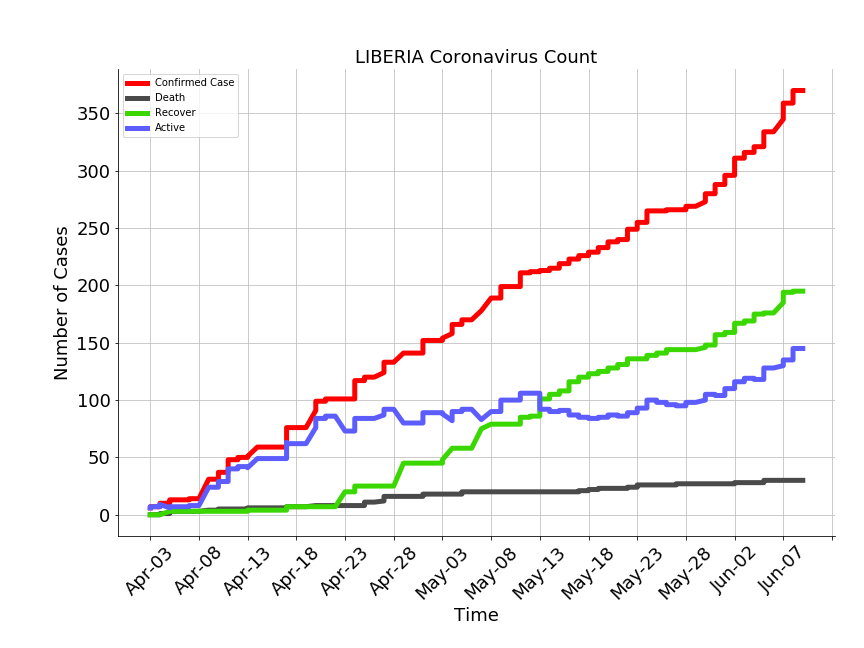 LIBERIA Coronavirus Count
Confirmed Case
Death
Recover
Active
Number of Cases
350
300
250
200
150
100
50
0
Apr-03
Apr-08
Apr-13
Apr-18
Apr-23
Apr-28
May-03
May-08
May-13
May-18
May-23
May-28
Jun-02
Jun-07
Time